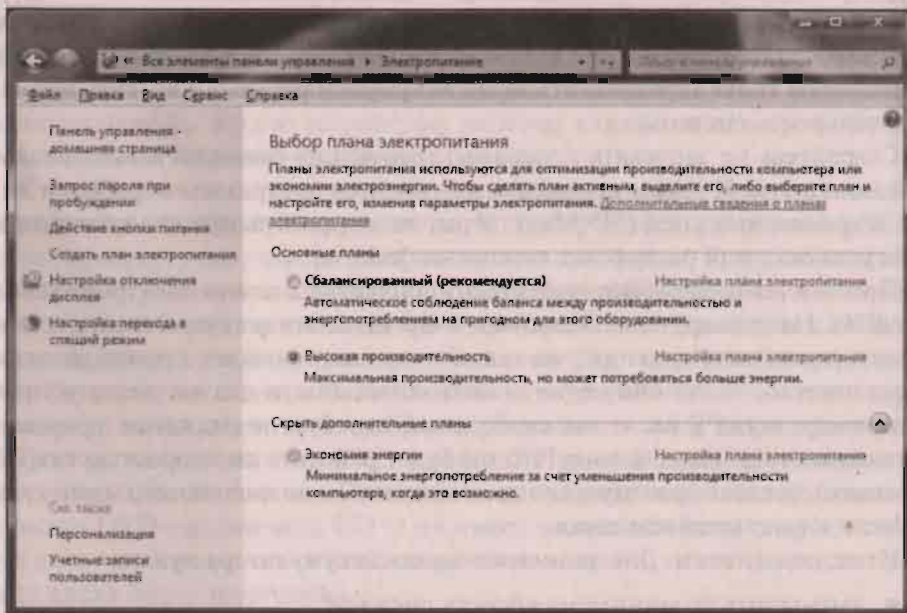 « Все элементы панели управления ▸ Электропитание
Файл Правка Вид Сервис Справка
Панель управления -
домашняя страница
Запрос пароля при
пробуждении
Действие кнопки питания
Создать план электропитания
Настройка отключения
дисплея
Настройка перехода в
спящий режим
См. также
Персонализация
Учетные записи
пользователей
Выбор плана электропитания
Планы электропитания используются для оптимизации производительности компьютера или
экономии электроэнергии. Чтобы сделать план активным, выделите его, либо выберите план и
настройте его, изменив параметры электропитания. Дополнительные сведения о планах
электропитания
Основные планы
Сбалансированный (рекомендуется) Настройка плана электропитания
Автоматическое соблюдение баланса между производительностью и
энергопотреблением на пригодном для этого оборудовании.
Высокая производительность Настройка плана электропитания
Максимальная производительность, но может потребоваться больше энергии.
Скрыть дополнительные планы
Экономия энергии Настройка плана электропитания
Минимальное энергопотребление за счет уменьшения производительности
компьютера, когда это возможно.